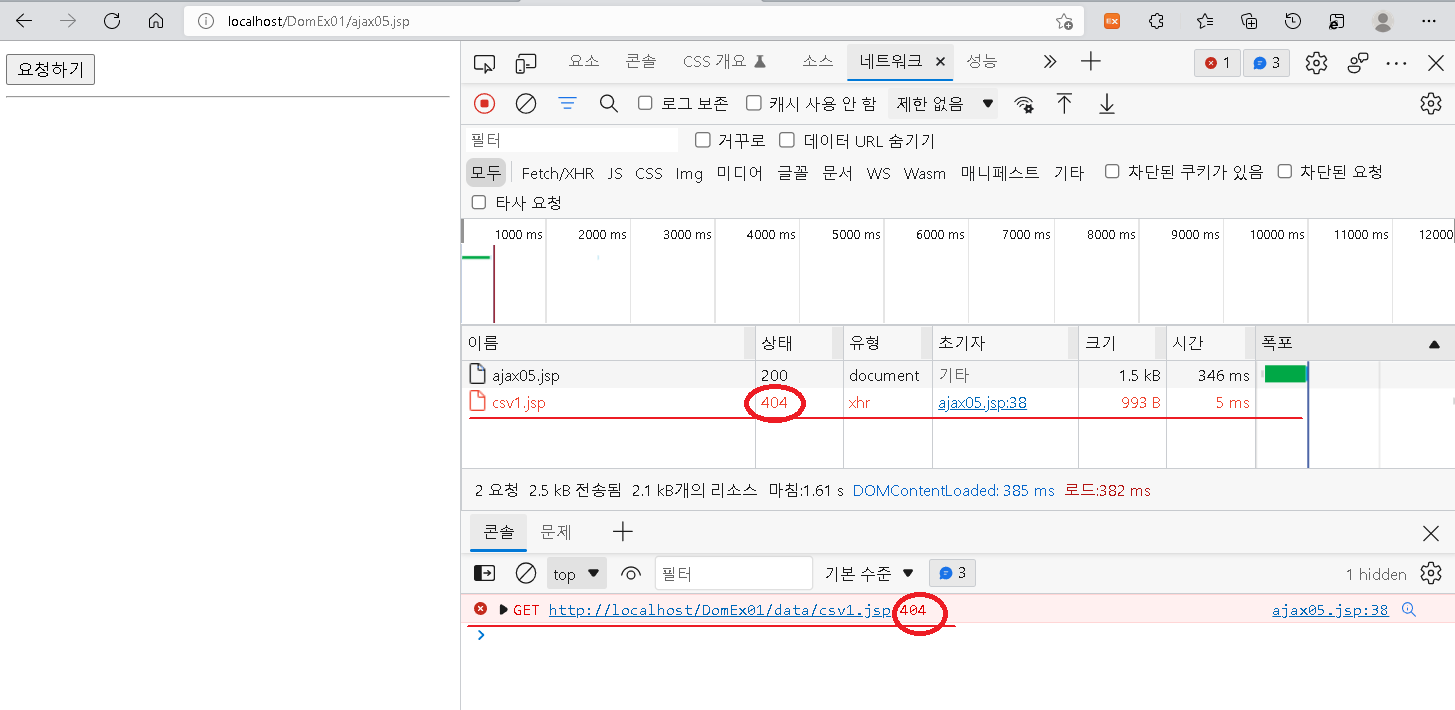 localhost/DomEx01/ajax05.jsp
요청하기
요소 콘솔 CSS 개요 소스 네트워크 성능 1 3
로그 보존 캐시 사용 안 함 제한 없음
필터 거꾸로 데이터 URL 숨기기
모두 Fetch/XHR JS CSS Img 미디어 글꼴 문서 WS Wasm 매니페스트 기타 차단된 쿠키가 있음 차단된 요청
타사 요청
1000 ms 2000 ms 3000 ms 4000 ms 5000 ms 6000 ms 7000 ms 8000 ms 9000 ms 10000 ms 11000 ms 12000
이름 상태 유형 초기자 크기 시간 폭포
ajax05.jsp 200 document 기타 1.5 kB 346 ms
csv1.jsp 404 xhr ajax05.jsp:38 993 B 5 ms
2 요청 2.5 kB 전송됨 2.1 kB개의 리소스 마침:1.61 s DOMContentLoaded: 385 ms 로드:382 ms
콘솔 문제
top 필터 기본 수준 3 1 hidden
GET http://localhost/DomEx01/data/csv1.jsp 404 ajax05.jsp:38